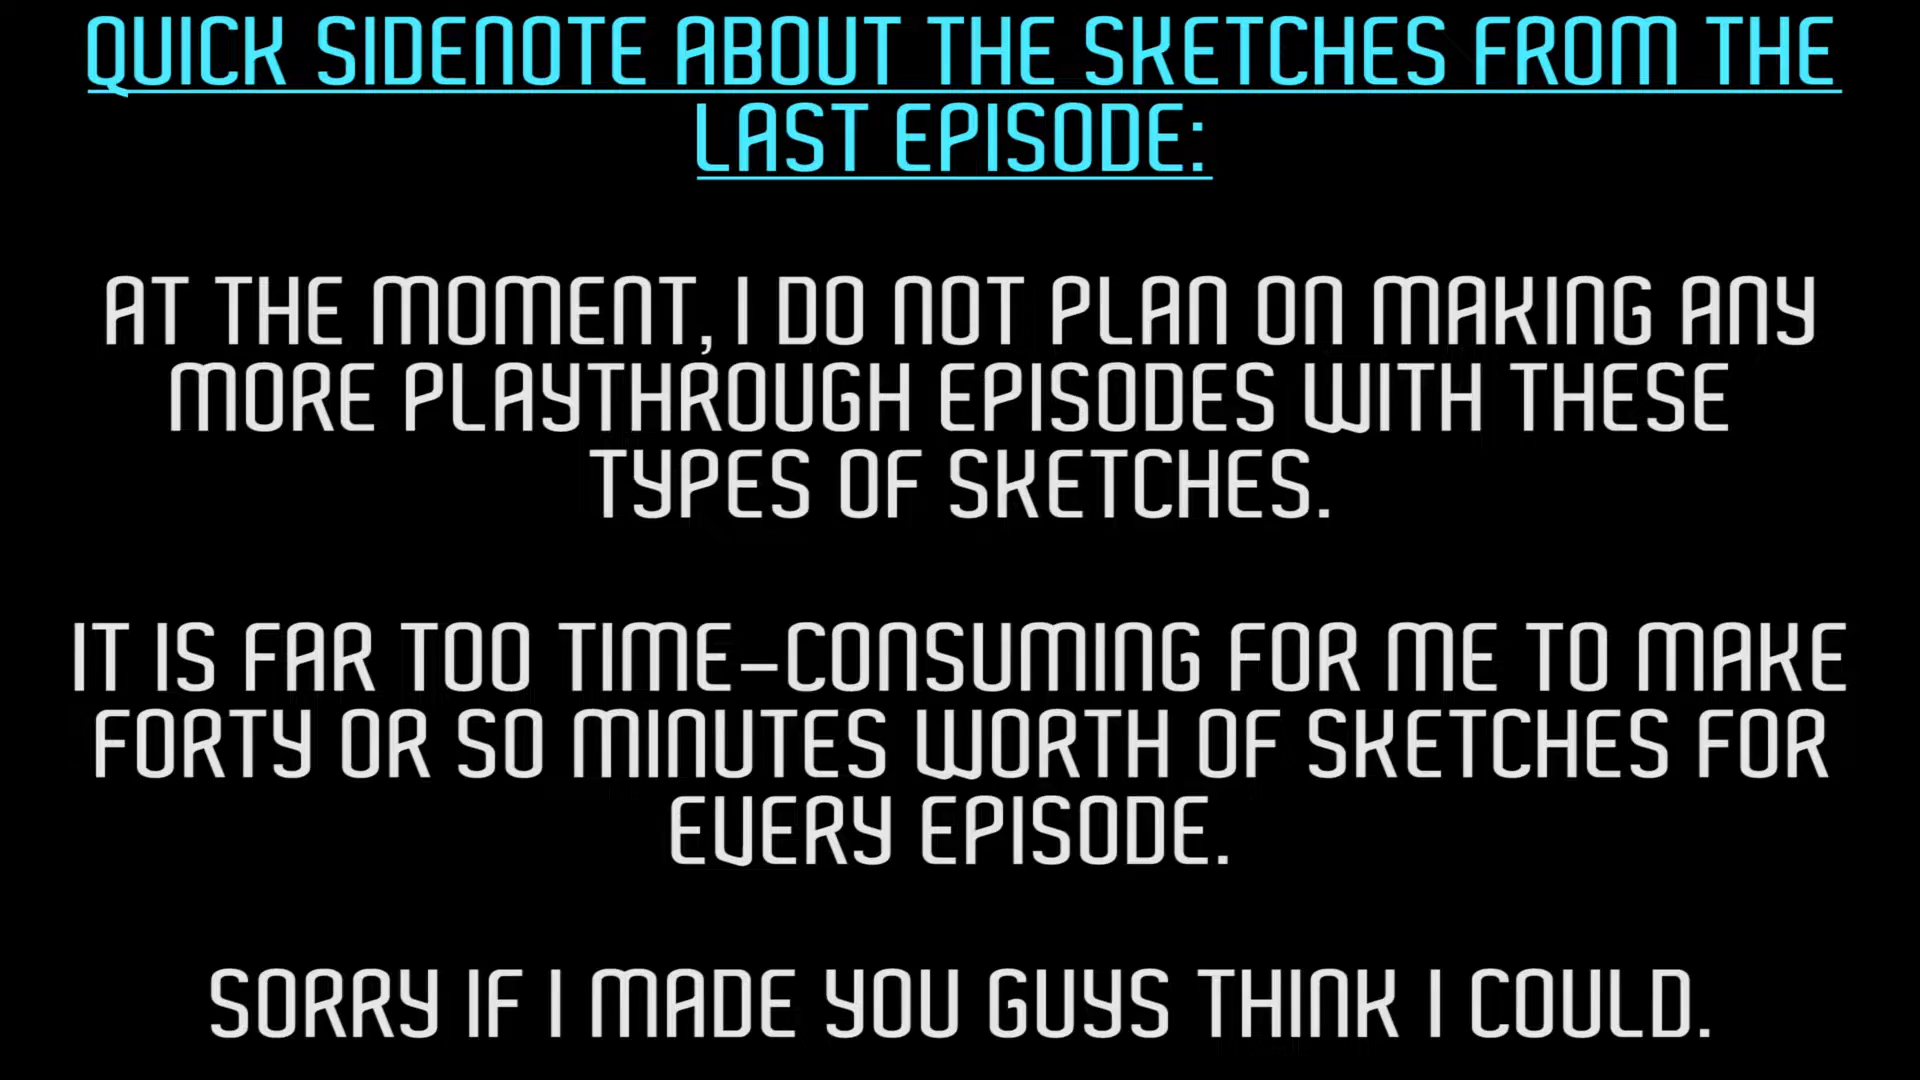 QUICK SIDENOTE ABOUT THE SKETCHES FROM THE
LAST EPISODE:
AT THE MOMENT, I DO NOT PLAN ON MAKING ANY
MORE PLAYTHROUGH EPISODES WITH THESE
TYPES OF SKETCHES.
IT IS FAR TOO TIME-CONSUMING FOR ME TO MAKE
FORTY OR SO MINUTES WORTH OF SKETCHES FOR
EVERY EPISODE.
SORRY IF I MADE YOU GUYS THINK I COULD.